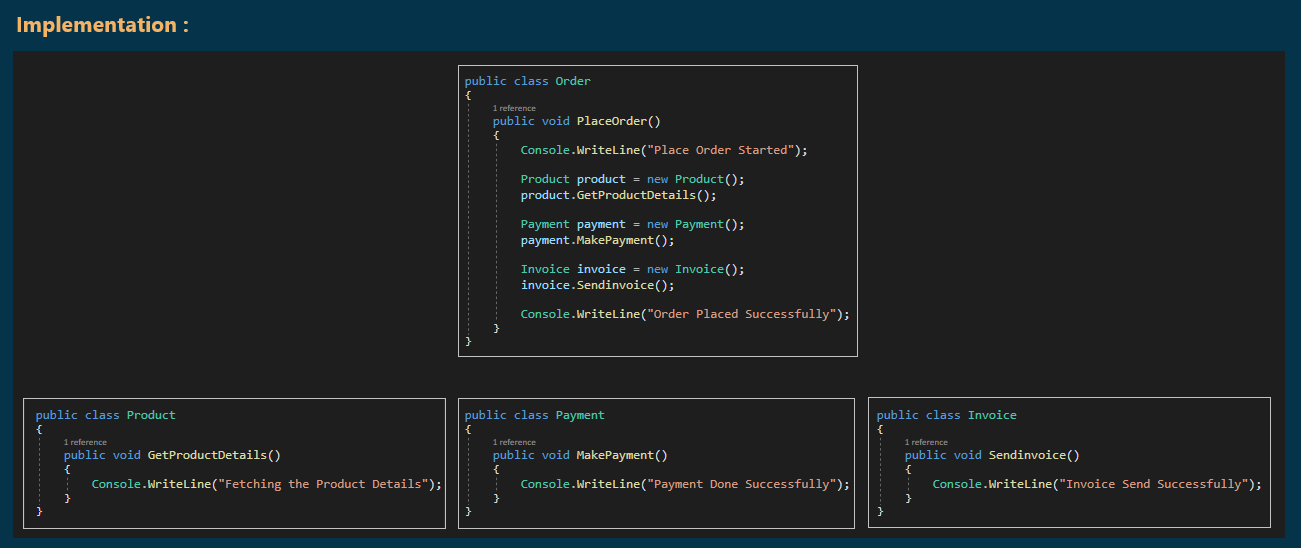 Implementation :
public class Order
{
1 reference
public void PlaceOrder()
{
Console.WriteLine("Place Order Started");
Product product = new Product();
product.GetProductDetails();
Payment payment = new Payment();
payment.MakePayment();
Invoice invoice = new Invoice();
invoice.Sendinvoice();
Console.WriteLine("Order Placed Successfully");
}
}
public class Product
{
1 reference
public void GetProductDetails()
{
Console.WriteLine("Fetching the Product Details");
}
}
public class Payment
{
1 reference
public void MakePayment()
{
Console.WriteLine("Payment Done Successfully");
}
}
public class Invoice
{
1 reference
public void Sendinvoice()
{
Console.WriteLine("Invoice Send Successfully");
}
}